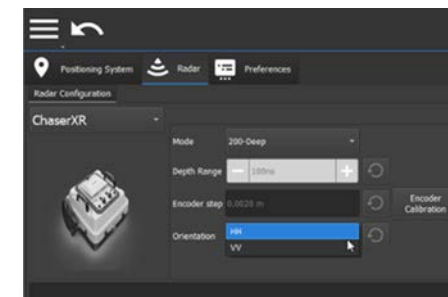 Positioning System Radar Preferences
Radar Configuration
ChaserXR
Mode 200-Deep
Depth Range 100ns
Encoder step 0.0020 m Encoder
Calibration
Orientation HH
VV